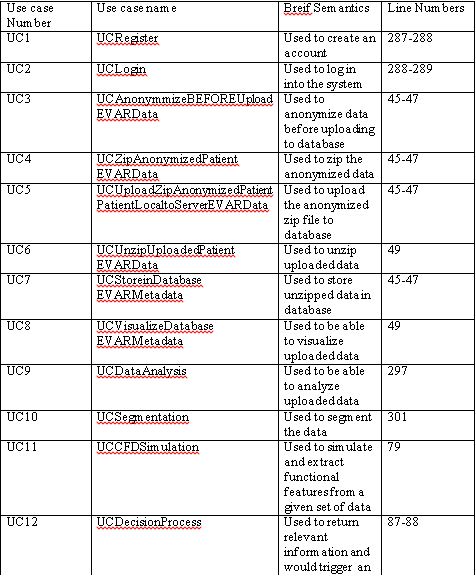 Use case Number Use case name Breif Semantics Line Numbers
UC1 UCRegister Used to create an account 287-288
UC2 UCLogin Used to log in into the system 288-289
UC3 UCAnonymmizeBEFOREUpload EVARData Used to anonymize data before uploading to database 45-47
UC4 UCZipAnonymizedPatient EVARData Used to zip the anonymized data 45-47
UC5 UCUploadZipAnonymizedPatient PatientLocaltoServerEVARData Used to upload the anonymized zip file to database 45-47
UC6 UCUnzipUploadedPatient EVARData Used to unzip uploaded data 49
UC7 UCStoreinDatabase EVARMetadata Used to store unzipped data in database 45-47
UC8 UCVisualizeDatabase EVARMetadata Used to be able to visualize uploaded data 49
UC9 UCDataAnalysis Used to be able to analyze uploaded data 297
UC10 UCSegmentation Used to segment the data 301
UC11 UCCFDSimulation Used to simulate and extract functional features from a given set of data 79
UC12 UCDecisionProcess Used to return relevant information and would trigger an 87-88